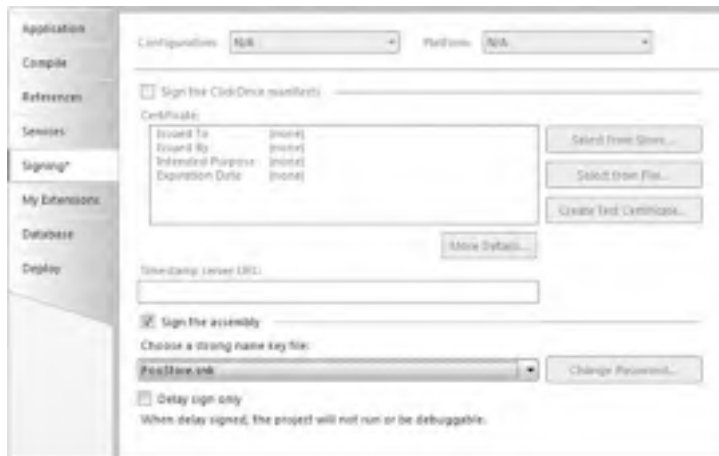 Application
Compile
References
Services
Signing*
My Extensions
Database
Deploy
Configuration: N/A
Platform: N/A
Sign the ClickOnce manifests
Certificate:
Issued To (none)
Issued By (none)
Intended Purpose (none)
Expiration Date (none)
Select from Store...
Select from File...
Create Test Certificate...
More Details...
Timestamp server URL:
Sign the assembly
Choose a strong name key file:
Change Password...
Delay sign only
When delay signed, the project will not run or be debuggable.